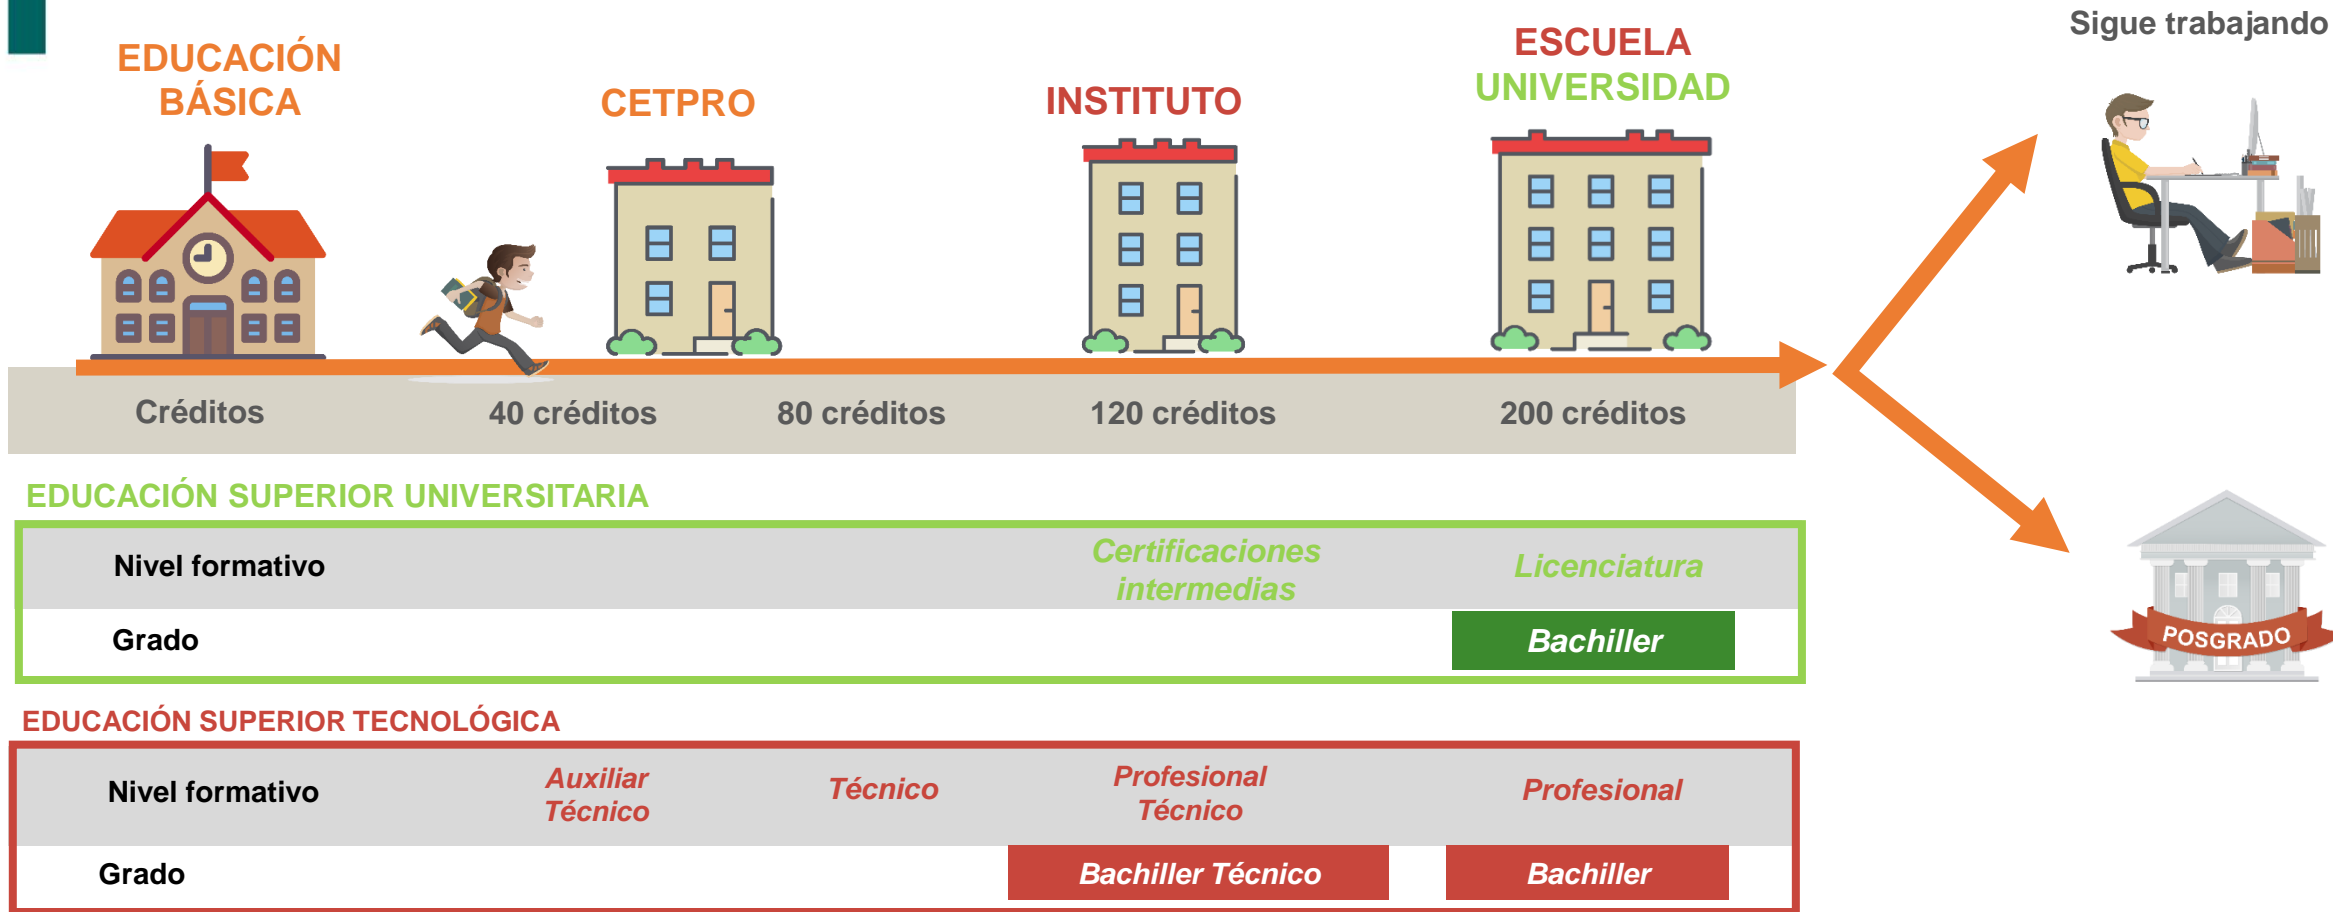 Sigue trabajando
EDUCACIÓN
BÁSICA
CETPRO
INSTITUTO
ESCUELA
UNIVERSIDAD
Créditos
40 créditos
80 créditos
120 créditos
200 créditos
POSGRADO
EDUCACIÓN SUPERIOR UNIVERSITARIA
Nivel formativo
Certificaciones
intermedias
Licenciatura
Grado
Bachiller
EDUCACIÓN SUPERIOR TECNOLÓGICA
Nivel formativo
Auxiliar
Técnico
Técnico
Profesional
Técnico
Profesional
Grado
Bachiller Técnico
Bachiller